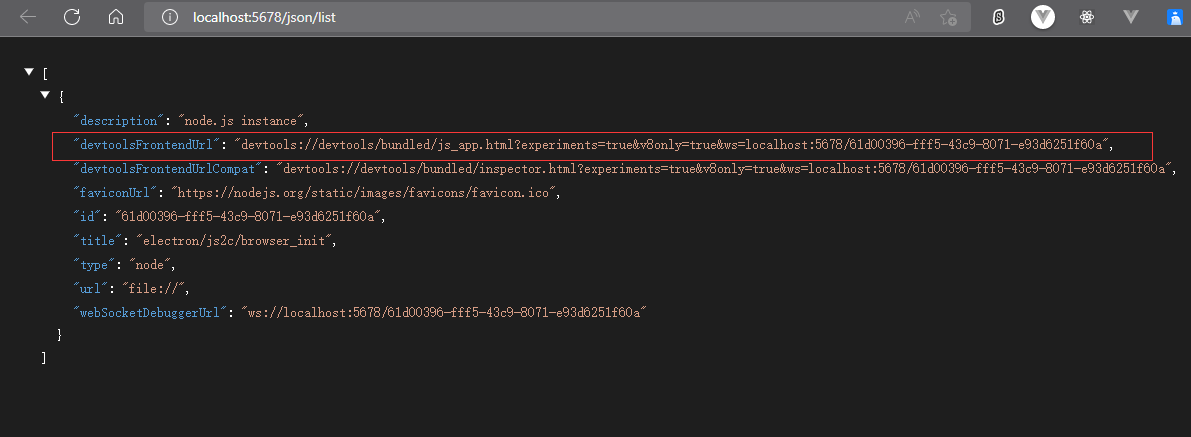 localhost:5678/json/list
[
{
"description": "node.js instance",
"devtoolsFrontendUrl": "devtools://devtools/bundled/js_app.html?experiments=true&v8only=true&ws=localhost:5678/61d00396-fff5-43c9-8071-e93d6251f60a",
"devtoolsFrontendUrlCompat": "devtools://devtools/bundled/inspector.html?experiments=true&v8only=true&ws=localhost:5678/61d00396-fff5-43c9-8071-e93d6251f60a",
"faviconUrl": "https://nodejs.org/static/images/favicons/favicon.ico",
"id": "61d00396-fff5-43c9-8071-e93d6251f60a",
"title": "electron/js2c/browser_init",
"type": "node",
"url": "file://",
"webSocketDebuggerUrl": "ws://localhost:5678/61d00396-fff5-43c9-8071-e93d6251f60a"
}
]